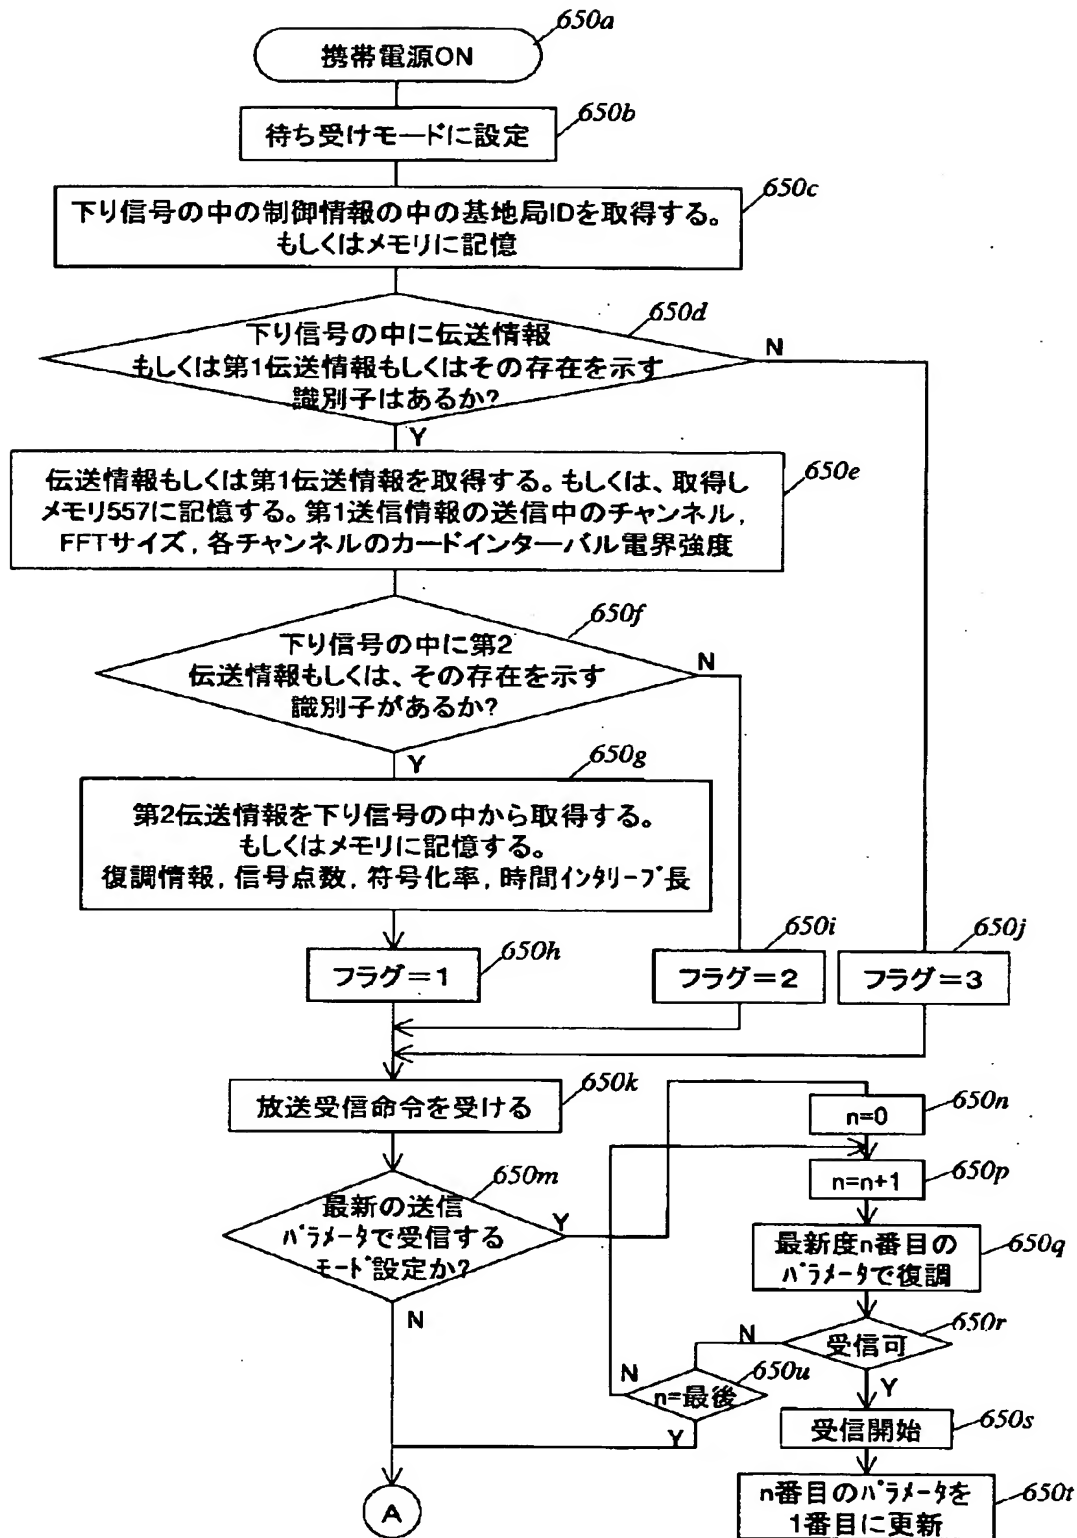 650a
携帯電源ON
650b
待ち受けモードに設定
650c
下り信号の中の制御情報の中の基地局IDを取得する。
もしくはメモリに記憶
650d
下り信号の中に伝送情報
もしくは第1伝送情報もしくはその存在を示す
識別子はあるか?
N
Y
650e
伝送情報もしくは第1伝送情報を取得する。もしくは、取得し
メモリ557に記憶する。第1送信情報の送信中のチャンネル,
FFTサイズ, 各チャンネルのカードインターバル電界強度
650f
下り信号の中に第2
伝送情報もしくは、その存在を示す
識別子があるか?
N
Y
650g
第2伝送情報を下り信号の中から取得する。
もしくはメモリに記憶する。
復調情報, 信号点数, 符号化率, 時間インタリーブ長
650h
フラグ=1
650i
フラグ=2
650j
フラグ=3
650k
放送受信命令を受ける
650m
最新の送信
パラメータで受信する
モード設定か?
Y
N
650n
n=0
650p
n=n+1
650q
最新度n番目の
パラメータで復調
650r
受信可
N
Y
650u
n=最後
N
Y
650s
受信開始
650t
n番目のパラメータを
1番目に更新
A